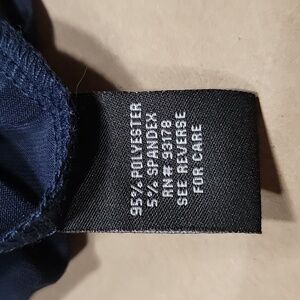 95% POLYESTER
5% SPANDEX
RN# 93178
SEE REVERSE
FOR CARE